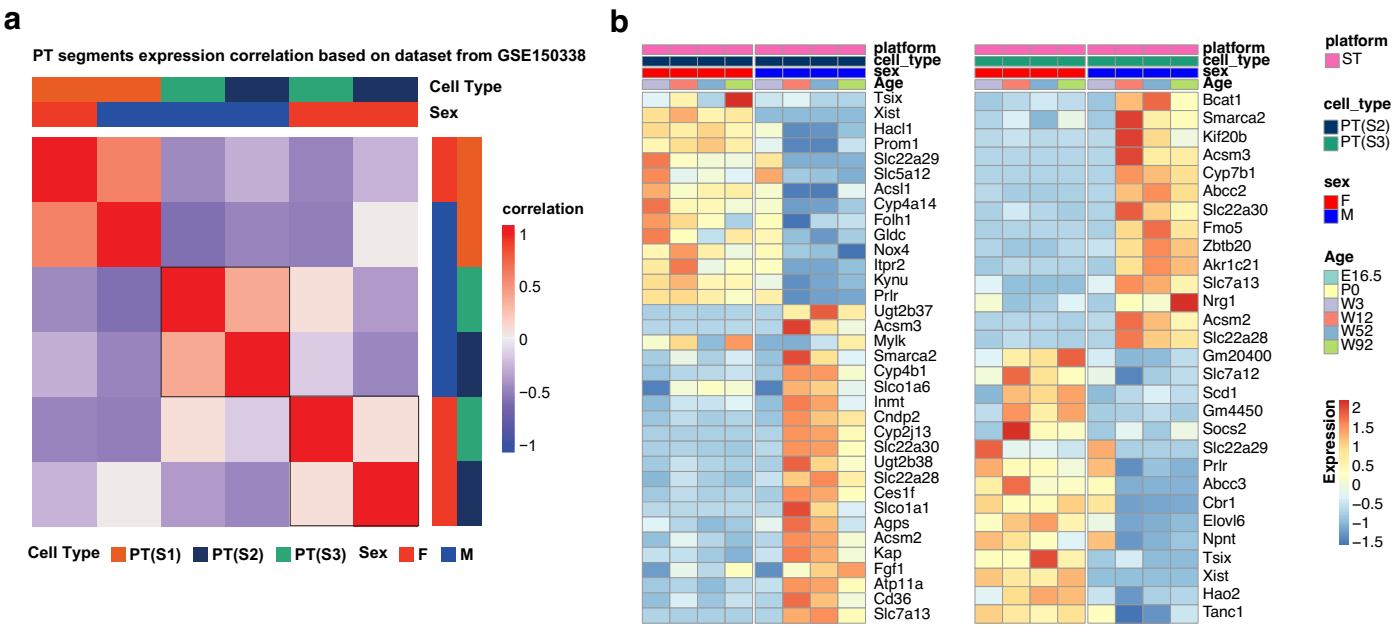 a
PT segments expression correlation based on dataset from GSE150338
Cell Type
Sex
correlation
1
0.5
0
−0.5
−1
Cell Type PT(S1) PT(S2) PT(S3) Sex F M
b
platform
cell_type
sex
Age
Tsix
Xist
Hacl1
Prom1
Slc22a29
Slc5a12
Acsl1
Cyp4a14
Folh1
Gldc
Nox4
Itpr2
Kynu
Prlr
Ugt2b37
Acsm3
Mylk
Smarca2
Cyp4b1
Slco1a6
Inmt
Cndp2
Cyp2j13
Slc22a30
Ugt2b38
Slc22a28
Ces1f
Slco1a1
Agps
Acsm2
Kap
Fgf1
Atp11a
Cd36
Slc7a13
platform
cell_type
sex
Age
Bcat1
Smarca2
Kif20b
Acsm3
Cyp7b1
Abcc2
Slc22a30
Fmo5
Zbtb20
Akr1c21
Slc7a13
Nrg1
Acsm2
Slc22a28
Gm20400
Slc7a12
Scd1
Gm4450
Socs2
Slc22a29
Prlr
Abcc3
Cbr1
Elovl6
Npnt
Tsix
Xist
Hao2
Tanc1
platform
ST
cell_type
PT(S2)
PT(S3)
sex
F
M
Age
E16.5
P0
W3
W12
W52
W92
Expression
2
1.5
1
0.5
0
−0.5
−1
−1.5